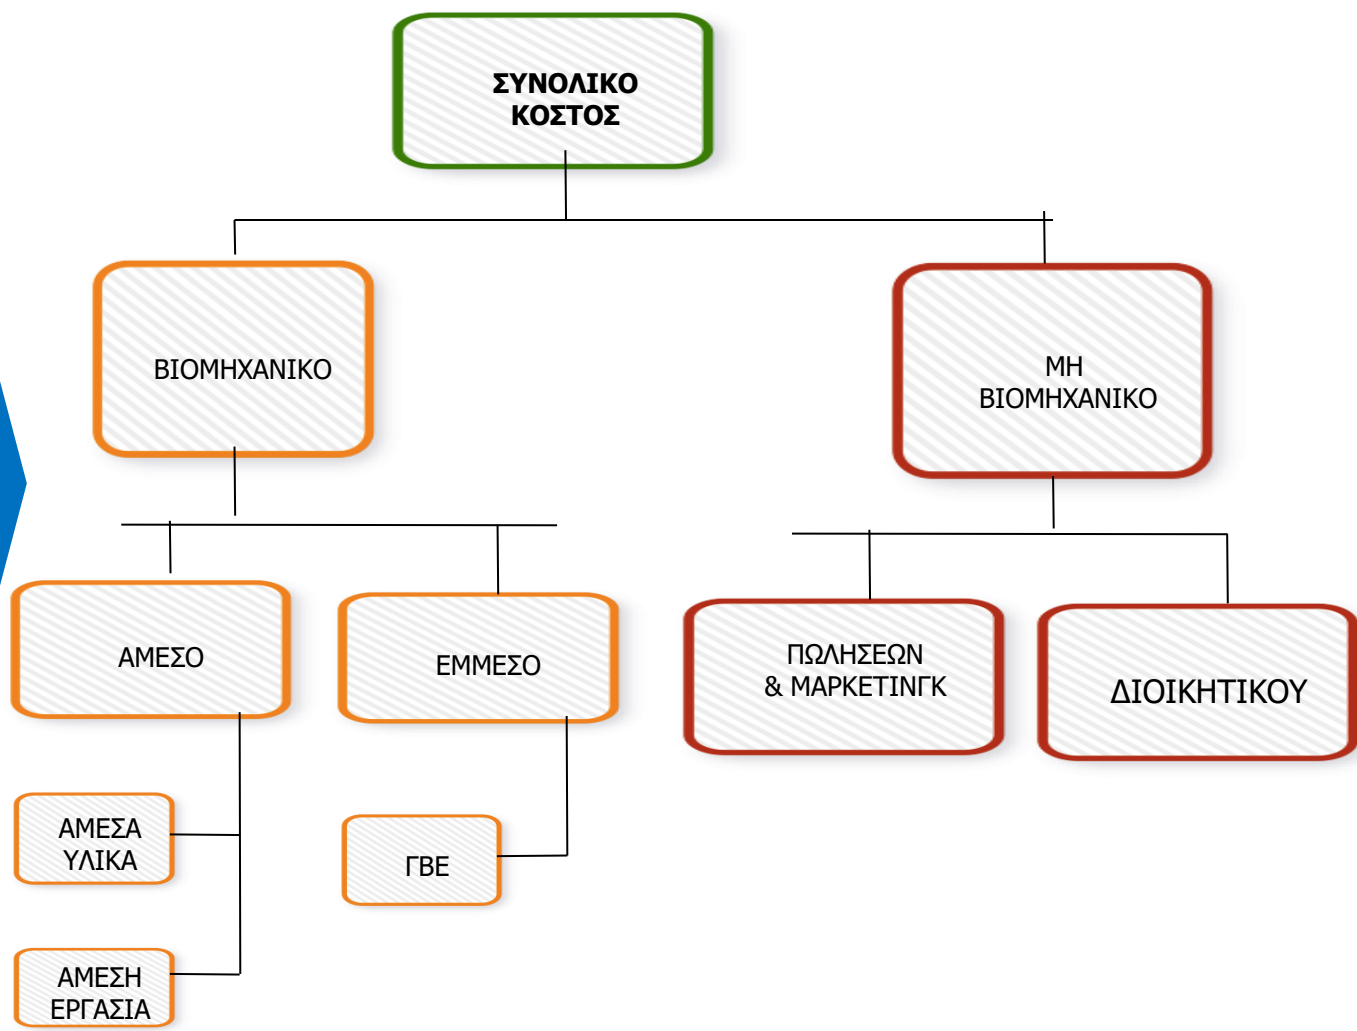 ΣΥΝΟΛΙΚΟ
ΚΟΣΤΟΣ
ΒΙΟΜΗΧΑΝΙΚΟ
ΜΗ
ΒΙΟΜΗΧΑΝΙΚΟ
ΑΜΕΣΟ
ΕΜΜΕΣΟ
ΠΩΛΗΣΕΩΝ
& ΜΑΡΚΕΤΙΝΓΚ
ΔΙΟΙΚΗΤΙΚΟΥ
ΑΜΕΣΑ
ΥΛΙΚΑ
ΓΒΕ
ΑΜΕΣΗ
ΕΡΓΑΣΙΑ